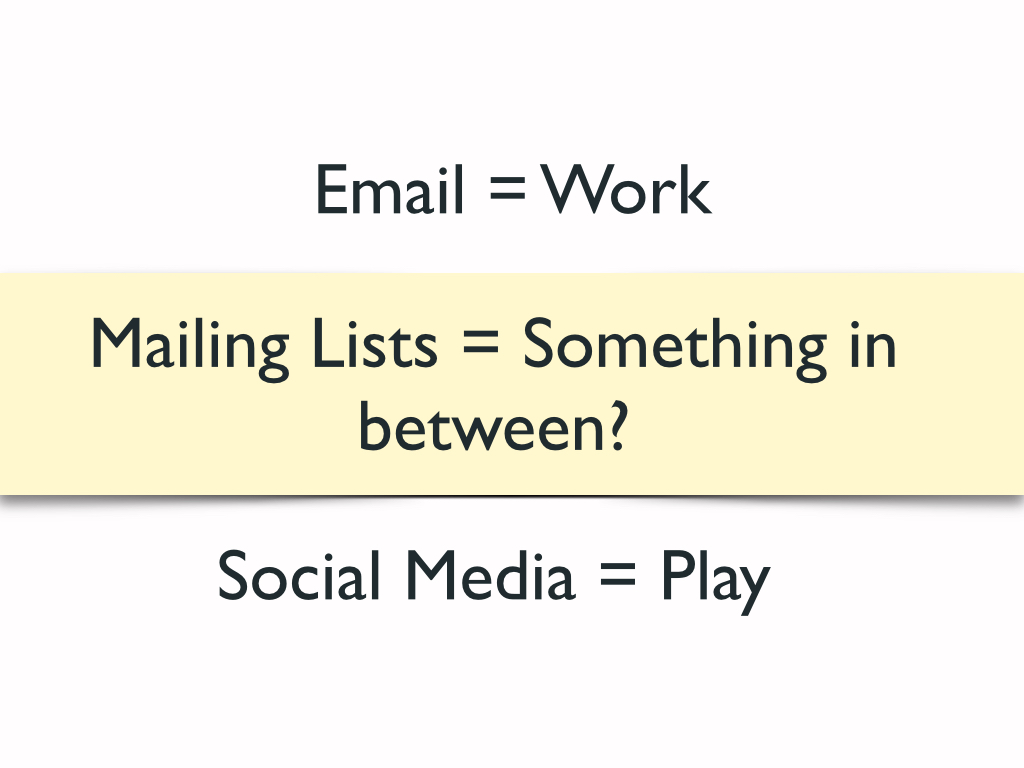 Email = Work
Mailing Lists = Something in
between?
Social Media = Play